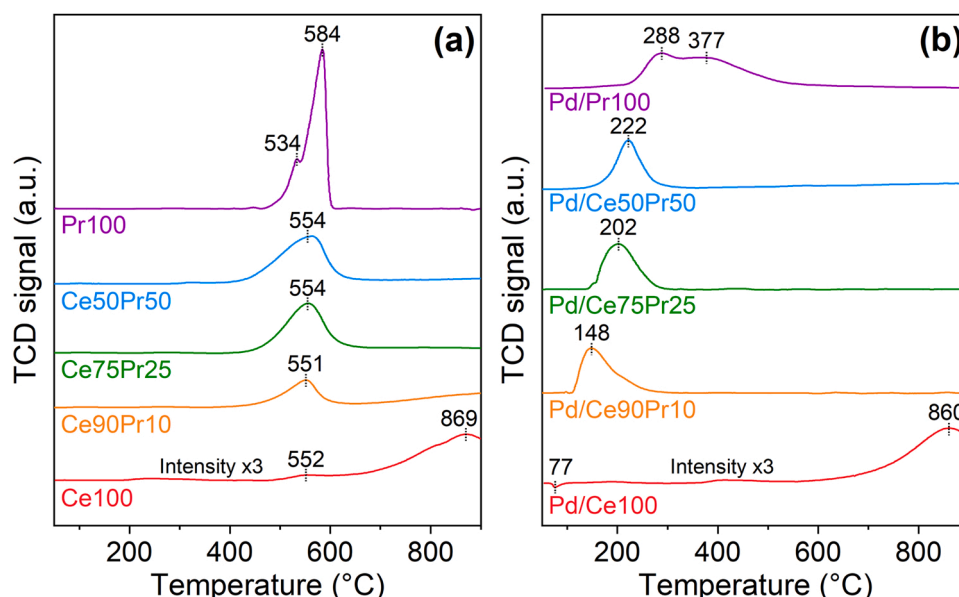 (a)
584
534
Pr100
554
Ce50Pr50
554
Ce75Pr25
551
Ce90Pr10
869
Intensity x3
552
Ce100
200
400
600
800
Temperature (°C)
TCD signal (a.u.)
(b)
288
377
Pd/Pr100
222
Pd/Ce50Pr50
202
Pd/Ce75Pr25
148
Pd/Ce90Pr10
860
77
Intensity x3
Pd/Ce100
200
400
600
800
Temperature (°C)
TCD signal (a.u.)